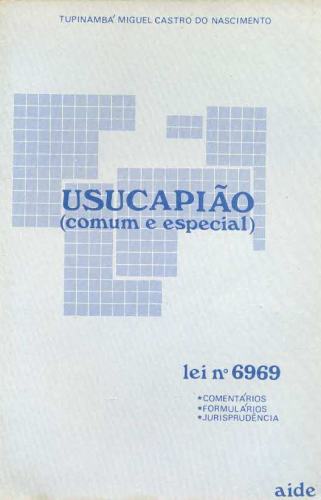 TUPINAMBÁ MIGUEL CASTRO DO NASCIMENTO
USUCAPIÃO
(comum e especial)
lei nº 6969
*COMENTÁRIOS
*FORMULÁRIOS
*JURISPRUDÊNCIA
aide